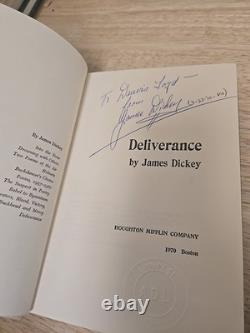 By James Dickey
Into the Stone
Drowning with Others
Two Poems of the Air
Helmets
Buckdancer's Choice
Poems, 1957-1967
The Suspect in Poetry
Babel to Byzantium
Deliverance
To Dennis
from
James Dickey
Deliverance
by James Dickey
HOUGHTON MIFFLIN COMPANY
1970 Boston